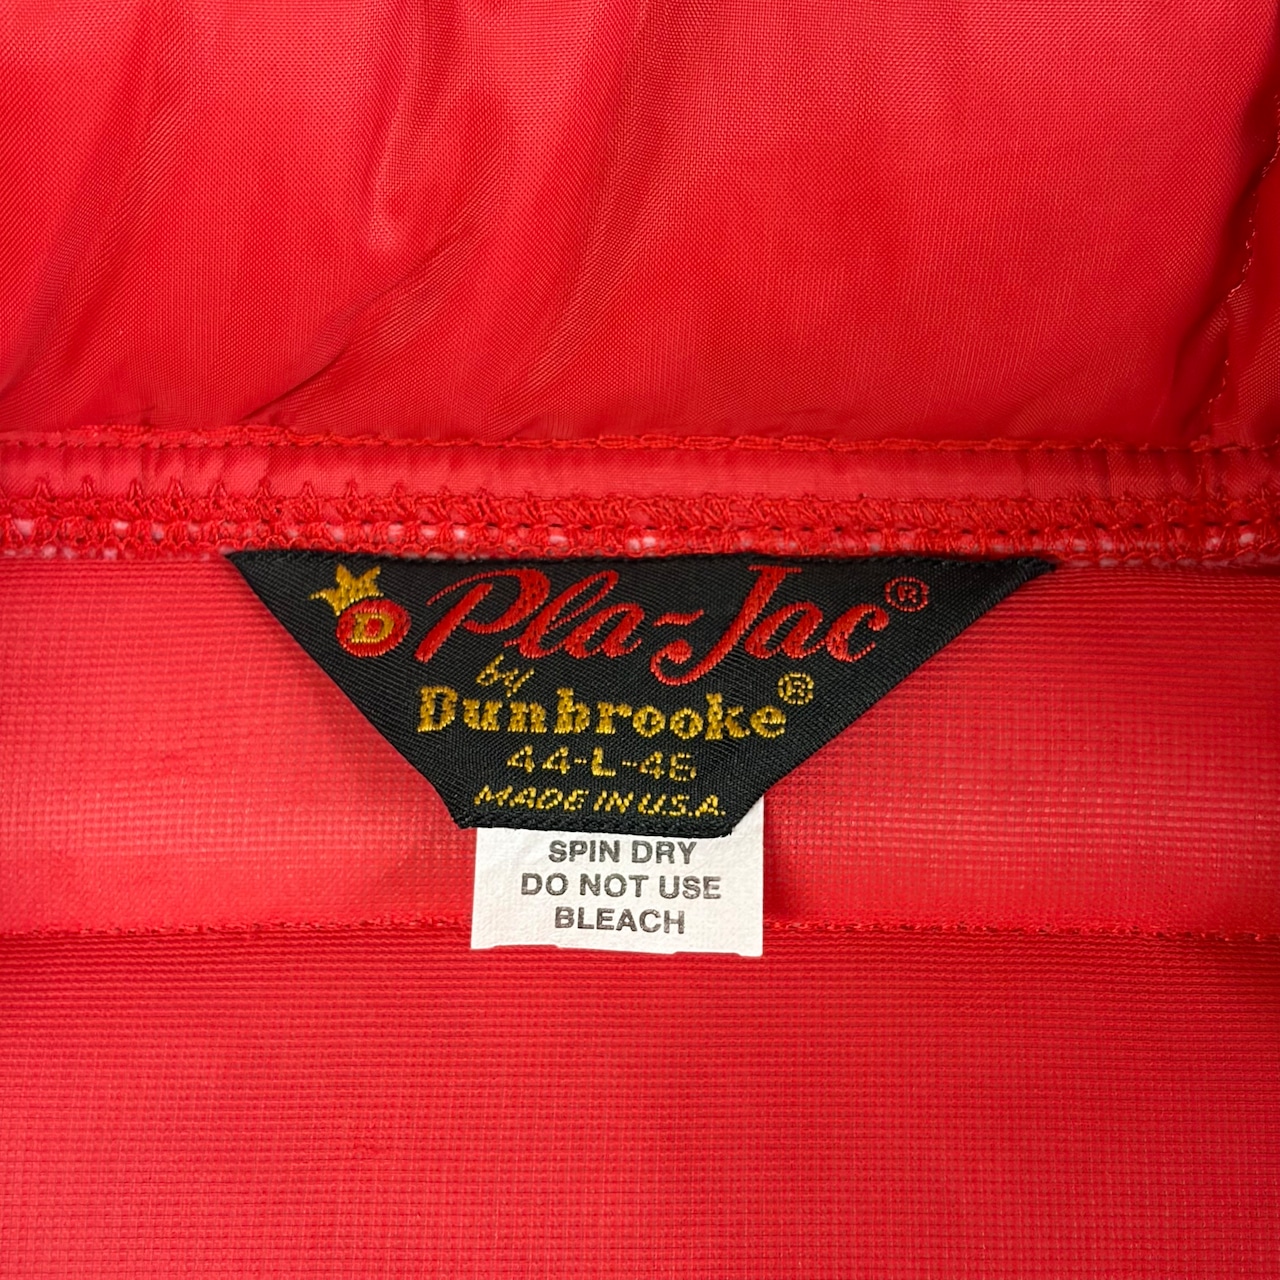 D Pla-Jac®
by
Dunbrooke®
44-L-46
MADE IN U.S.A.
SPIN DRY
DO NOT USE
BLEACH